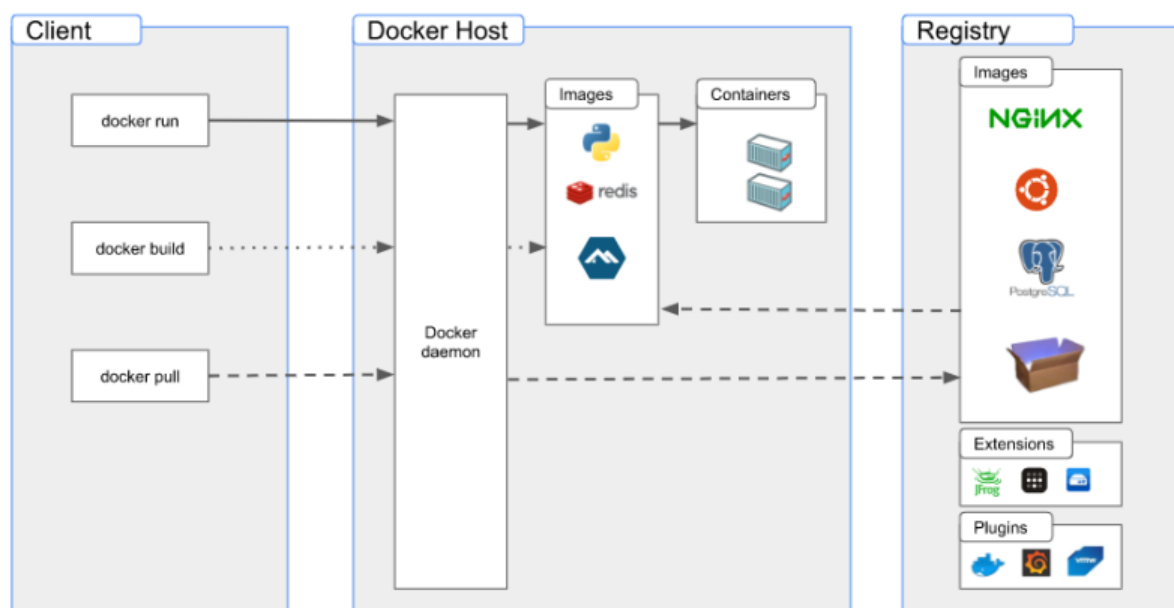 Client
docker run
docker build
docker pull
Docker Host
Docker
daemon
Images
redis
Containers
Registry
Images
NGINX
PostgreSQL
Extensions
JFrog
Plugins
vmw